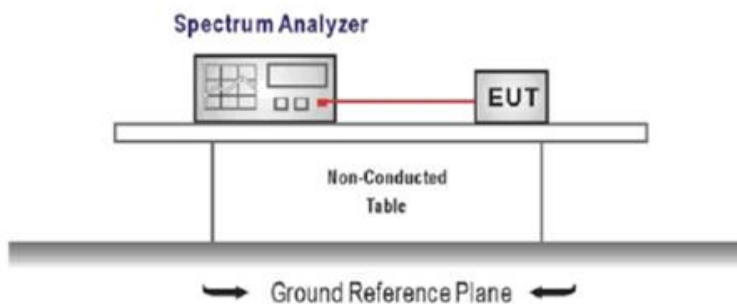 Spectrum Analyzer
EUT
Non-Conducted
Table
Ground Reference Plane